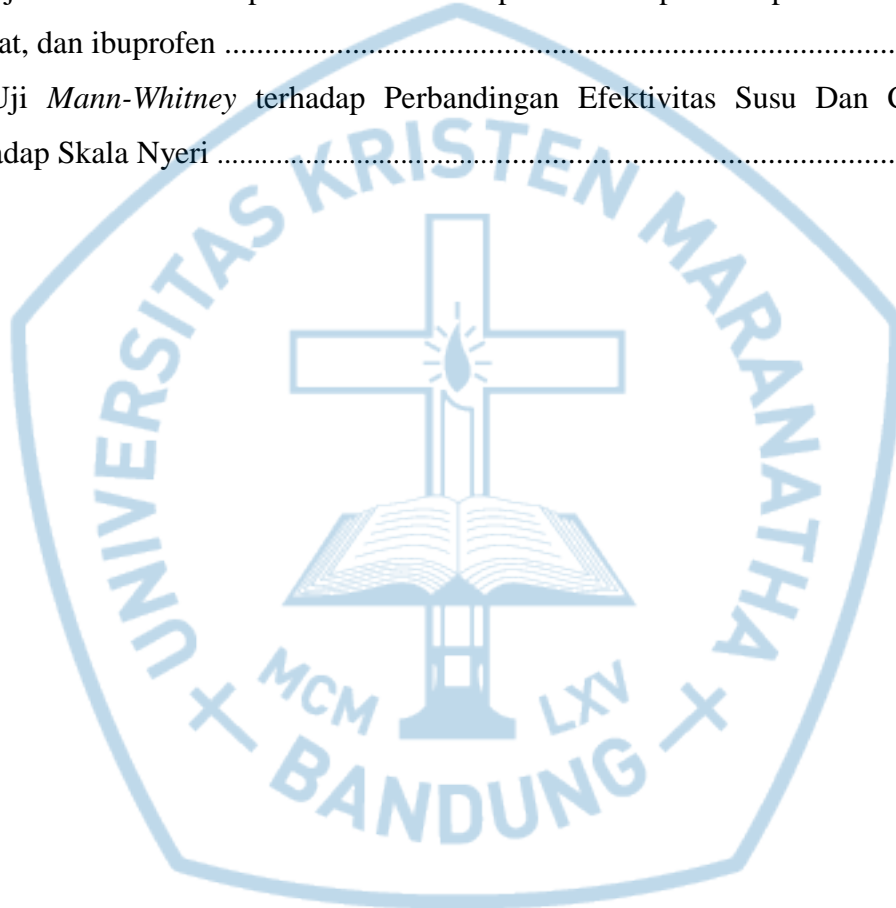 at, dan ibuprofen
Uji Mann-Whitney terhadap Perbandingan Efektivitas Susu Dan
adap Skala Nyeri
UNIVERSITAS KRISTEN MARANATHA
MCM LXV
BANDUNG